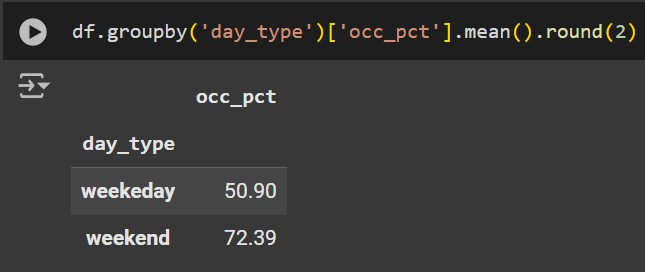 df.groupby('day_type')['occ_pct'].mean().round(2)
occ_pct
day_type
weekeday 50.90
weekend 72.39